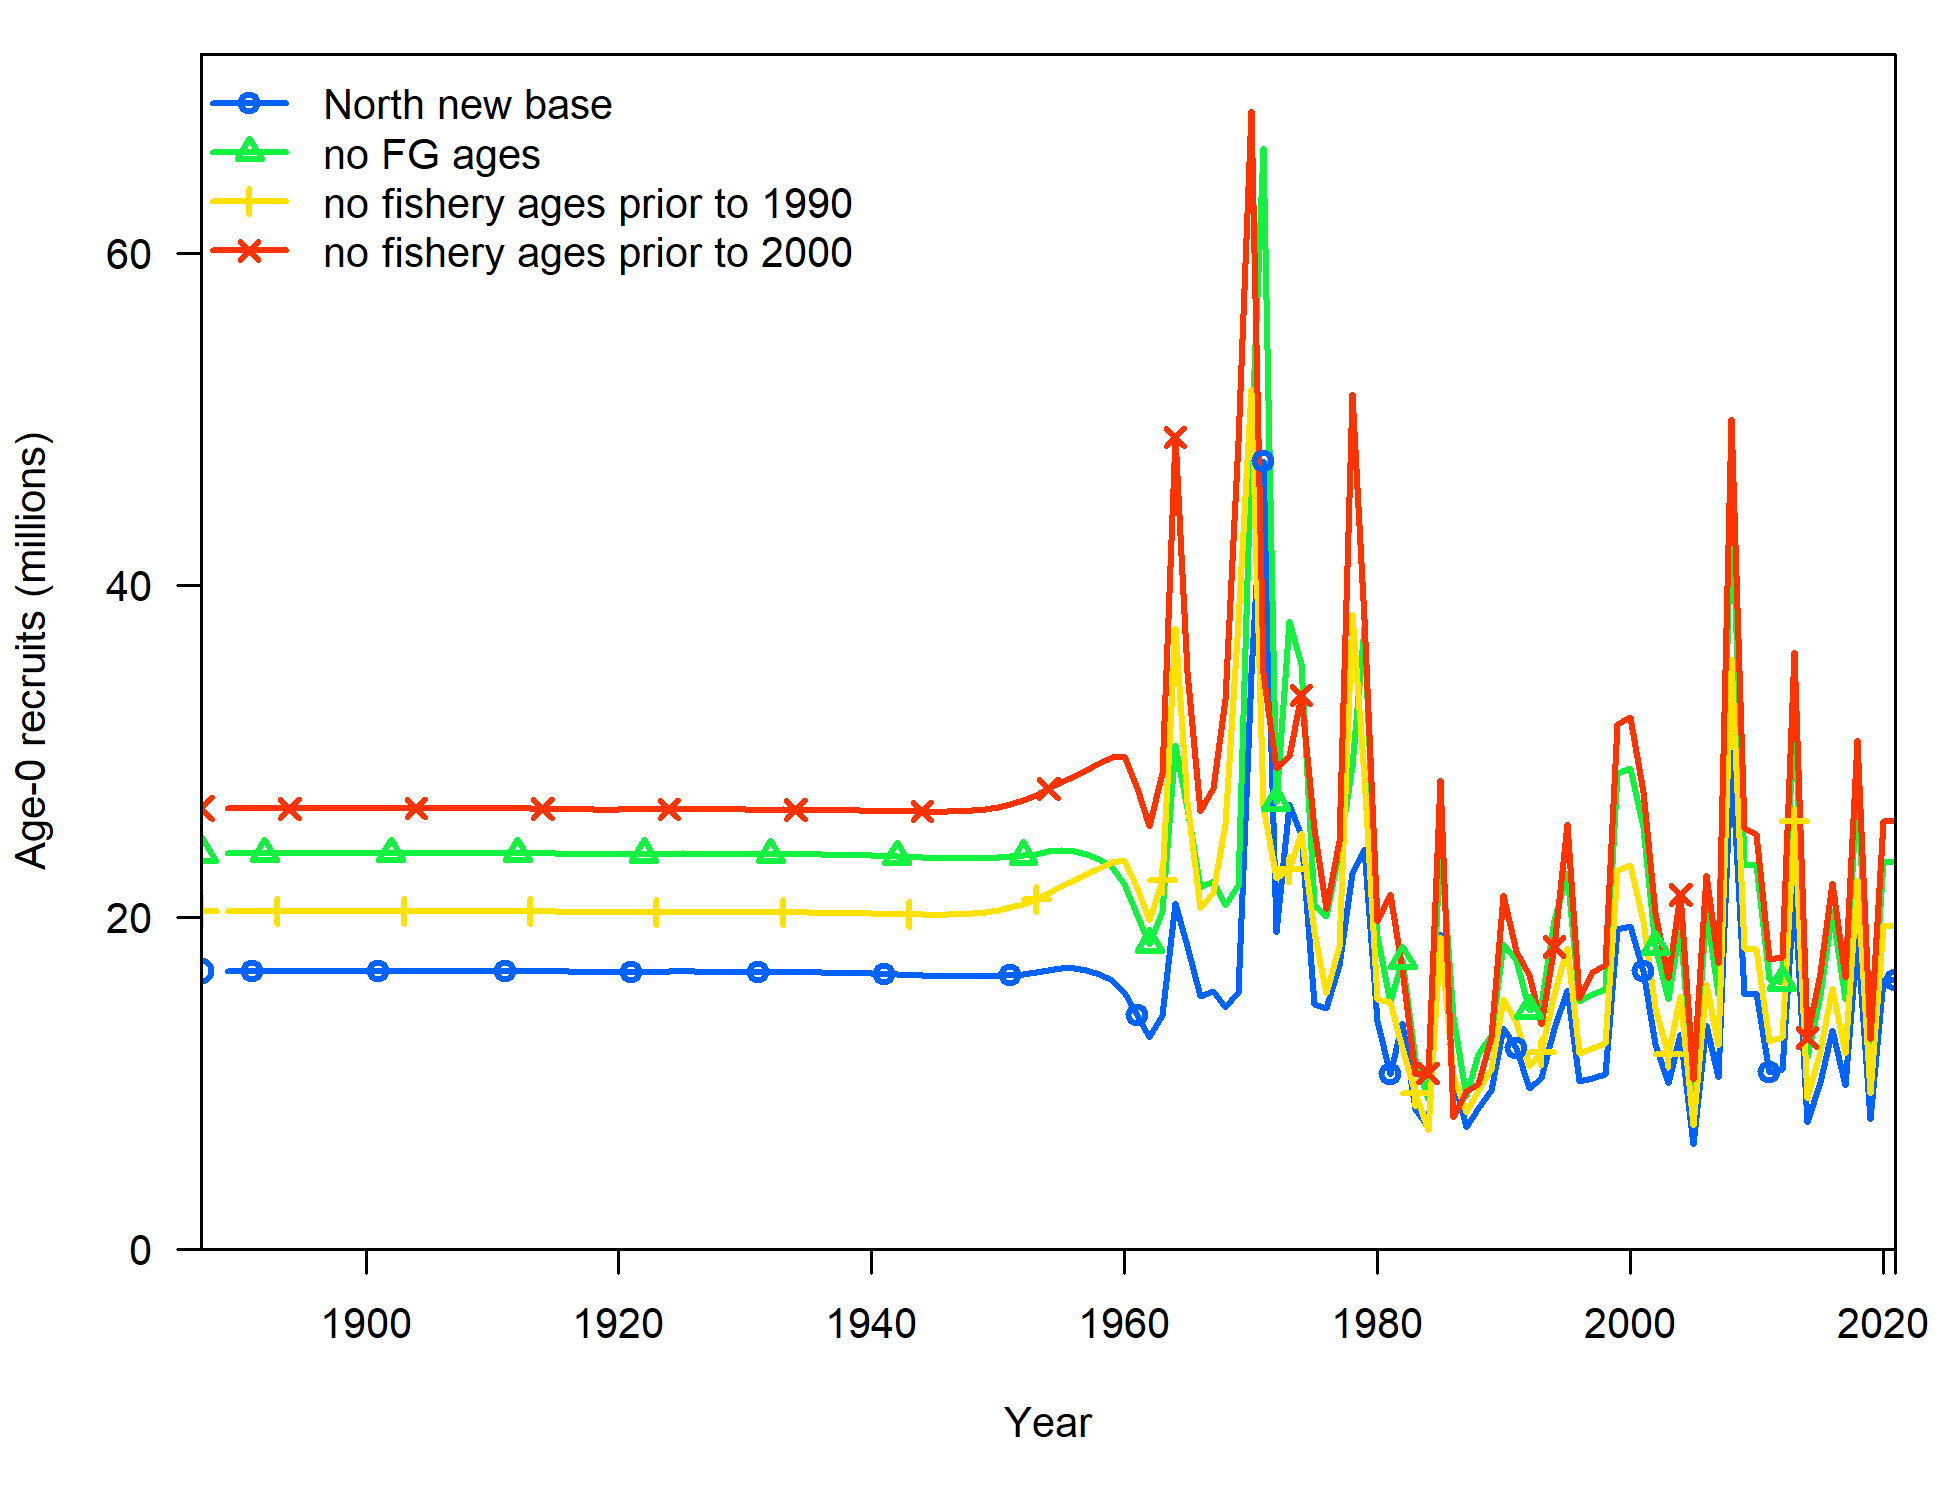 North new base
no FG ages
no fishery ages prior to 1990
no fishery ages prior to 2000
Age-0 recruits (millions)
60
40
20
0
1900 1920 1940 1960 1980 2000 2020
Year